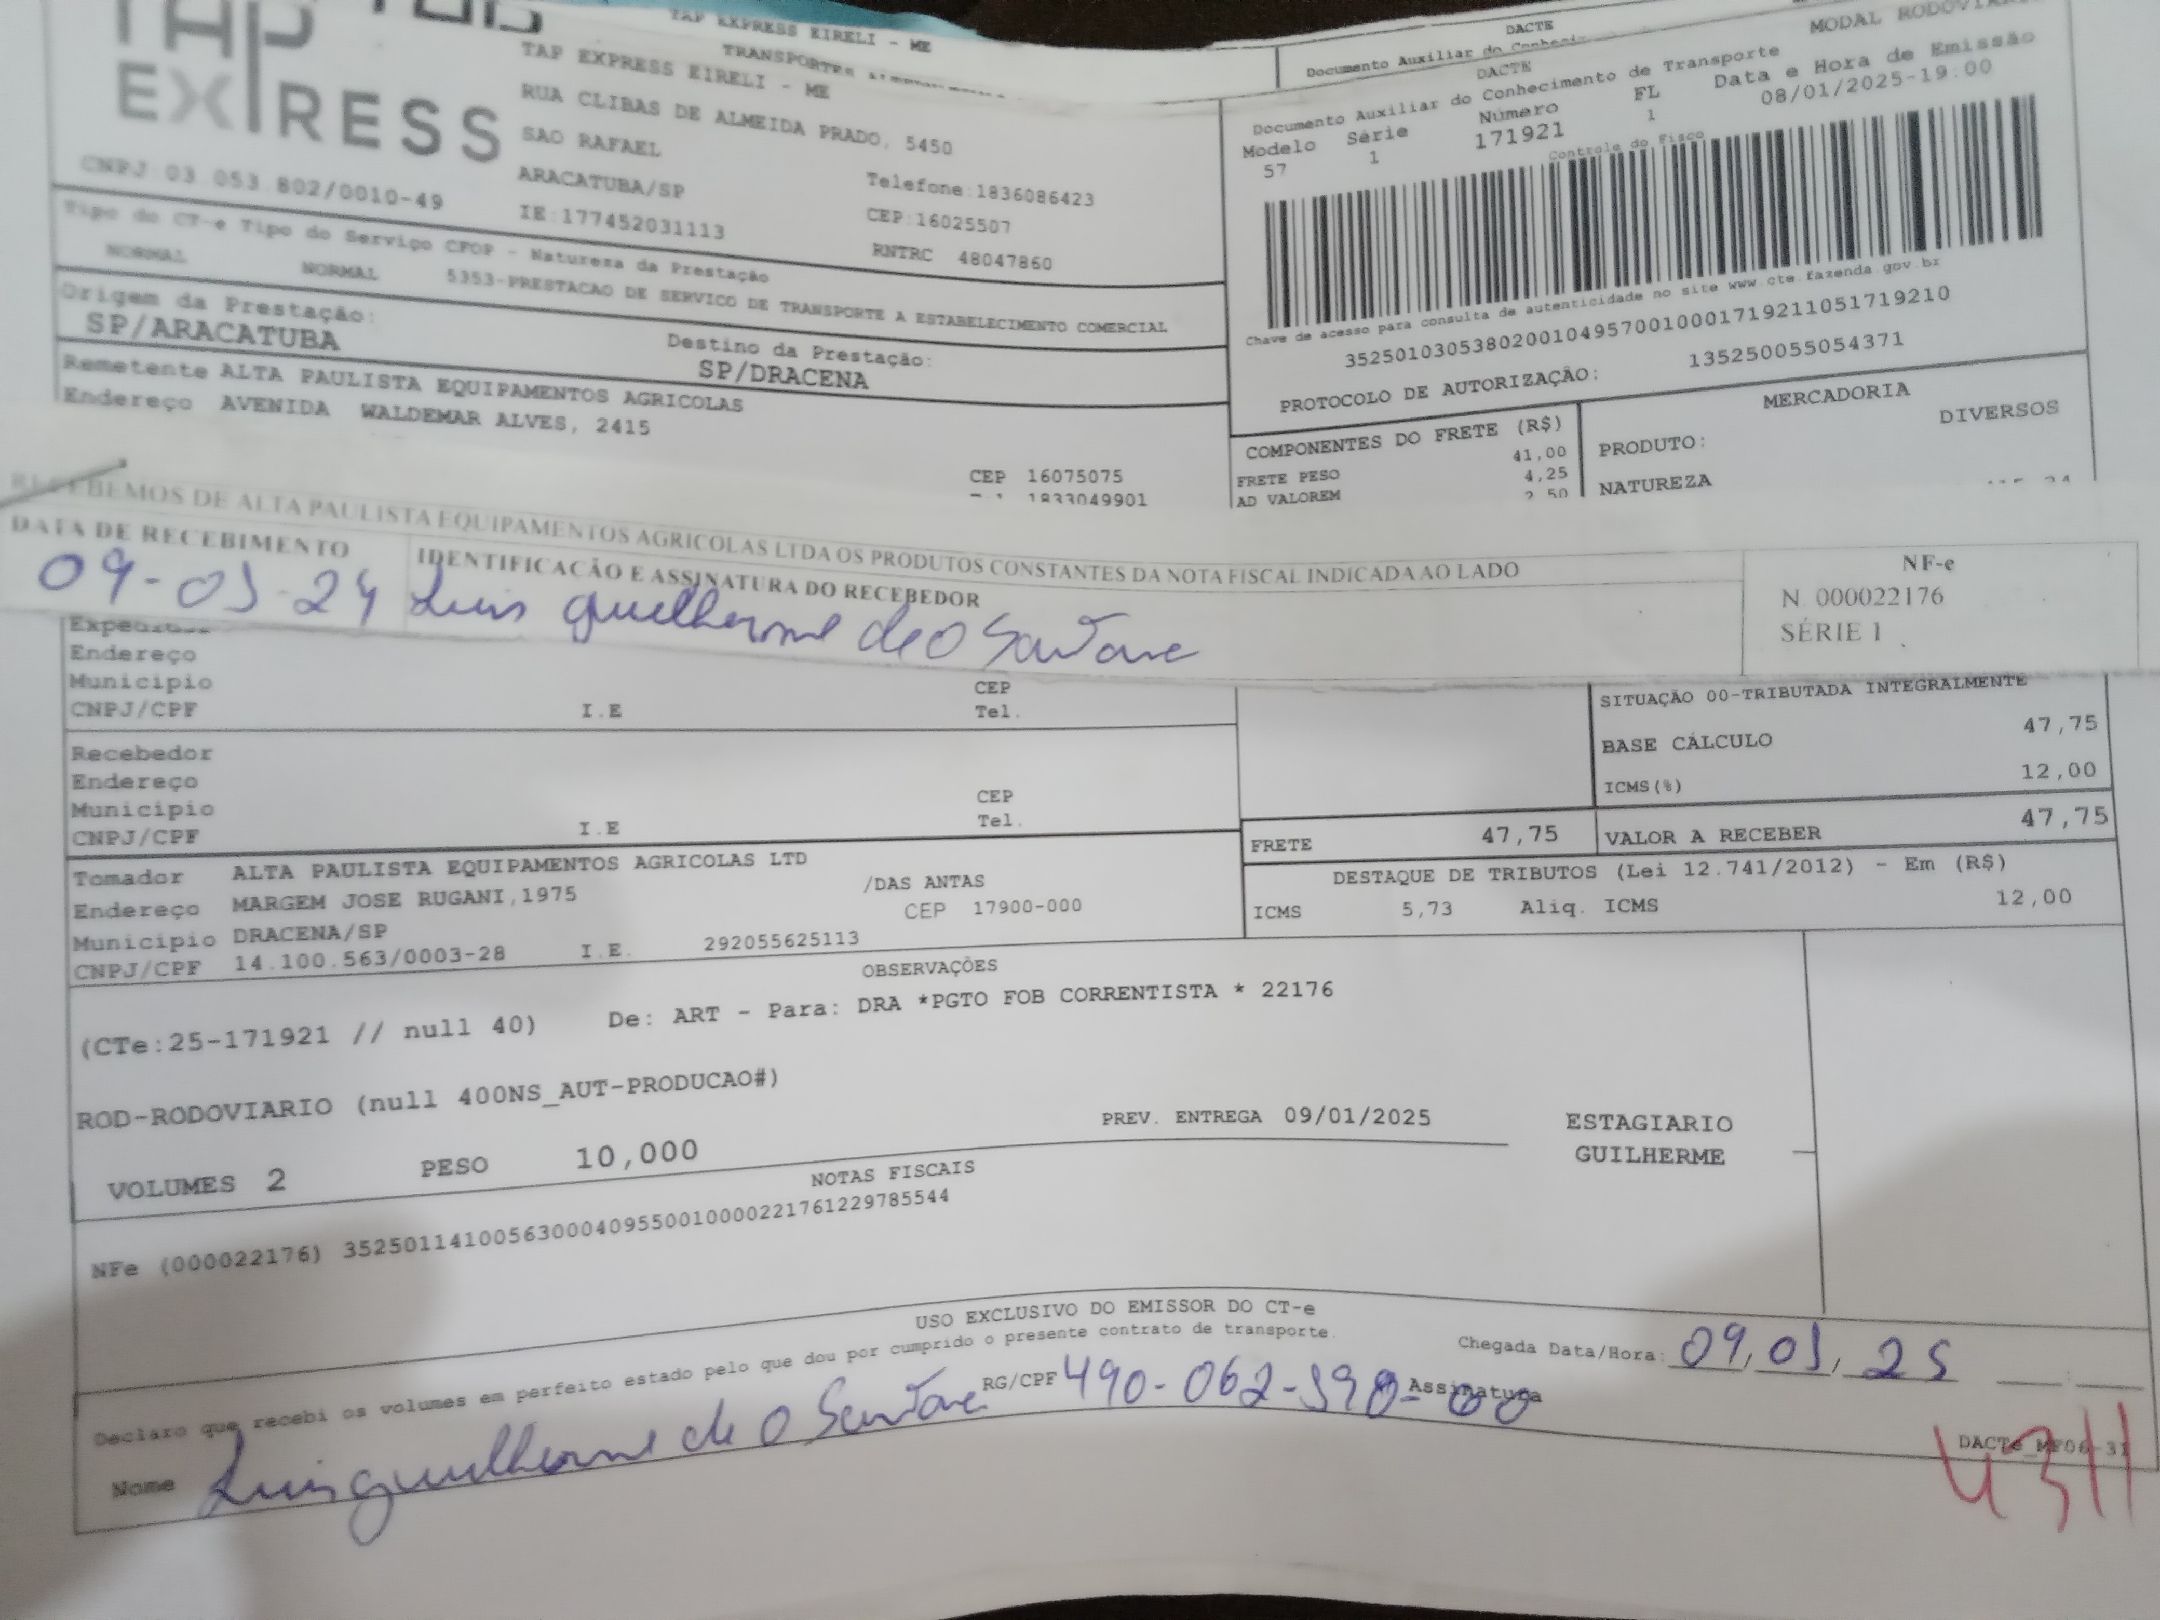 TAP
EXPRESS
TAP EXPRESS EIRELI - ME
TAP EXPRESS EIRELI - ME
RUA CLIBAS DE ALMEIDA PRADO, 5450
SAO RAFAEL
ARACATUBA/SP
Telefone:1836086423
IE:177452031113
CEP:16025507
RNTRC 48047860
CNPJ:03.053.802/0010-49
DACTE
Documento Auxiliar do
DACTE
MODAL
Documento Auxiliar do Conhecimento de Transporte
Modelo Série Número FL Data e Hora de Emissão
57 1 171921 1 08/01/2025-19:00
Controle do Fisco
Chave de acesso para consulta de autenticidade no site www.cte.fazenda.gov.br
35250103053802001049570010001719211051719210
PROTOCOLO DE AUTORIZAÇÃO: 135250055054371
Tipo do CT-e Tipo do Serviço CFOP - Natureza da Prestação
NORMAL NORMAL 5353-PRESTACAO DE SERVICO DE TRANSPORTE A ESTABELECIMENTO COMERCIAL
Origem da Prestação:
SP/ARACATUBA
Destino da Prestação:
SP/DRACENA
Remetente ALTA PAULISTA EQUIPAMENTOS AGRICOLAS
Endereço AVENIDA WALDEMAR ALVES, 2415
CEP 16075075
1833049901
COMPONENTES DO FRETE (R$)
FRETE PESO 41,00
AD VALOREM 4,25
2,50
MERCADORIA
PRODUTO: DIVERSOS
NATUREZA
RECEBEMOS DE ALTA PAULISTA EQUIPAMENTOS AGRICOLAS LTDA OS PRODUTOS CONSTANTES DA NOTA FISCAL INDICADA AO LADO
DATA DE RECEBIMENTO
09-01-24
IDENTIFICACÃO E ASSINATURA DO RECEBEDOR
Luis guilherme de O Santana
NF-e
N. 000022176
SÉRIE 1
Endereço
Municipio CEP
CNPJ/CPF I.E Tel.
Recebedor
Endereço
Municipio CEP
CNPJ/CPF I.E Tel.
SITUAÇÃO 00-TRIBUTADA INTEGRALMENTE
BASE CÁLCULO 47,75
ICMS(%) 12,00
FRETE 47,75 VALOR A RECEBER 47,75
Tomador ALTA PAULISTA EQUIPAMENTOS AGRICOLAS LTD
Endereço MARGEM JOSE RUGANI,1975 /DAS ANTAS
Municipio DRACENA/SP CEP 17900-000
CNPJ/CPF 14.100.563/0003-28 I.E. 292055625113
DESTAQUE DE TRIBUTOS (Lei 12.741/2012) - Em (R$)
ICMS 5,73 Aliq. ICMS 12,00
OBSERVAÇÕES
(CTe:25-171921 // null 40) De: ART - Para: DRA *PGTO FOB CORRENTISTA * 22176
ROD-RODOVIARIO (null 400NS_AUT-PRODUCAO#)
PREV. ENTREGA 09/01/2025
ESTAGIARIO
GUILHERME
VOLUMES 2 PESO 10,000
NOTAS FISCAIS
NFe (000022176) 35250114100563000409550010000221761229785544
USO EXCLUSIVO DO EMISSOR DO CT-e
Declaro que recebi os volumes em perfeito estado pelo que dou por cumprido o presente contrato de transporte.
Chegada Data/Hora: 09, 01, 25
Nome Luis guilherme de O Santana RG/CPF 490-062-398-00 Assinatura
4311